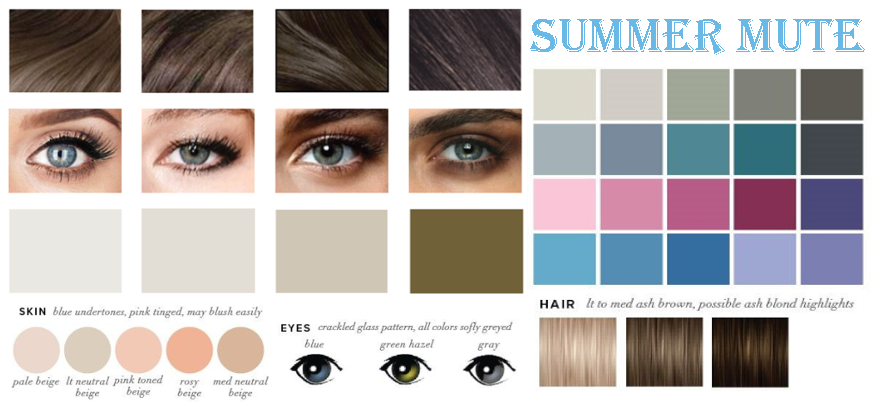 SUMMER MUTE
SKIN blue undertones, pink tinged, may blush easily
pale beige
lt neutral
beige
pink toned
beige
rosy
beige
med neutral
beige
EYES crackled glass pattern, all colors sofly greyed
blue
green hazel
gray
HAIR lt to med ash brown, possible ash blond highlights